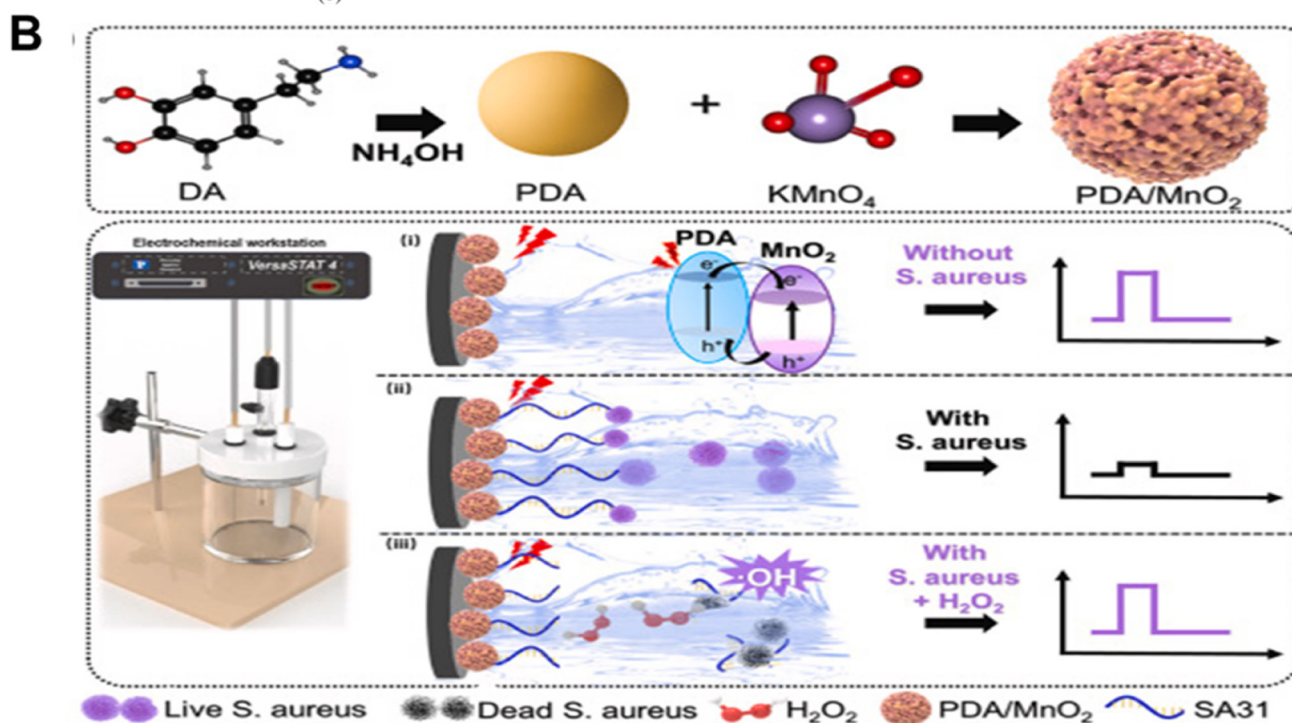 B
DA
NH₄OH
PDA
+
KMnO₄
PDA/MnO₂
Electrochemical workstation
VersaSTAT 4
(i)
PDA
MnO₂
e⁻
e⁻
h⁺
h⁺
Without
S. aureus
(ii)
With
S. aureus
(iii)
·OH
With
S. aureus
+ H₂O₂
Live S. aureus
Dead S. aureus
H₂O₂
PDA/MnO₂
SA31